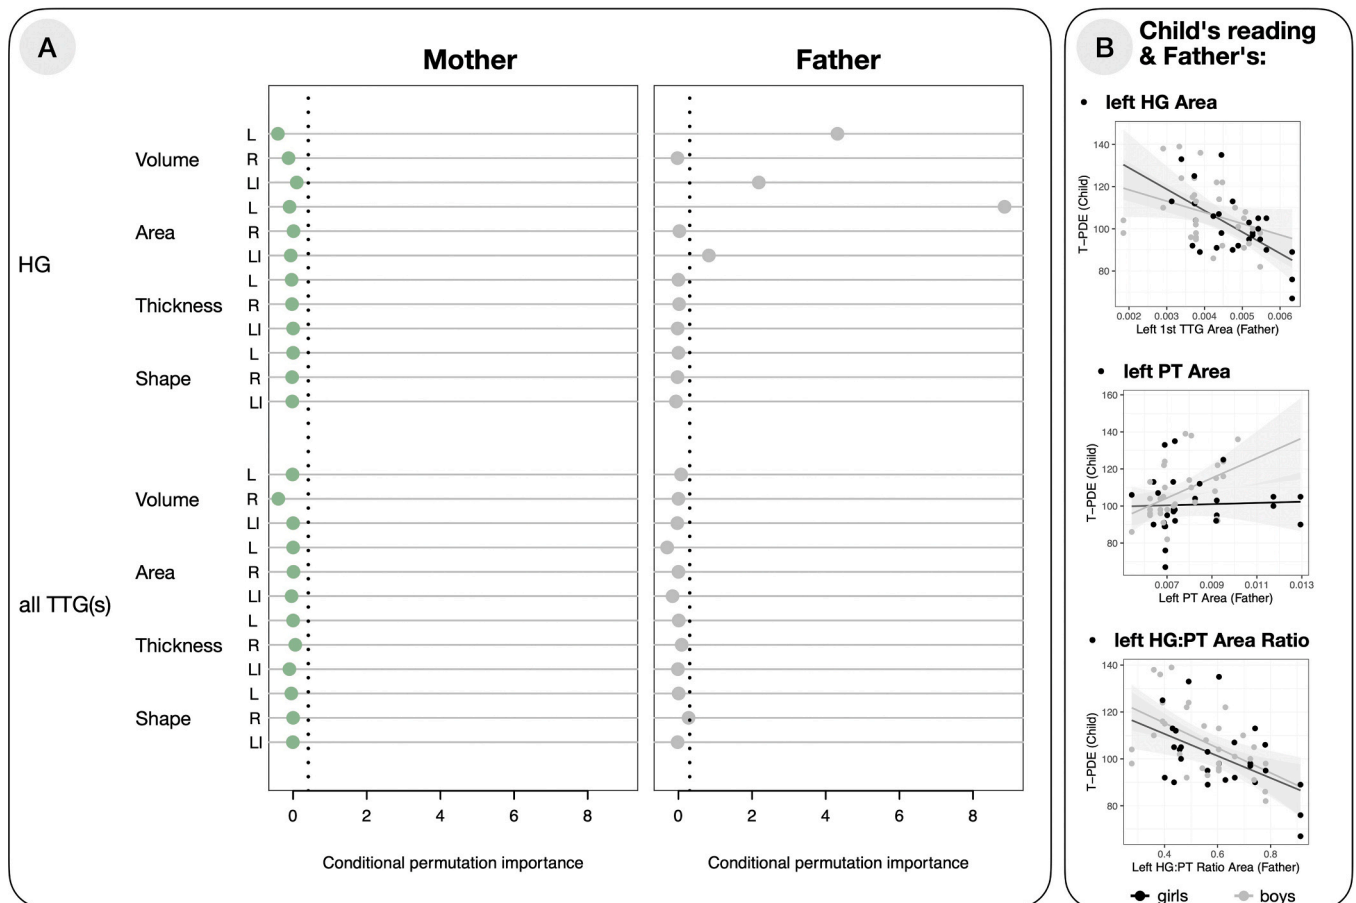 A
Mother
Father
HG
Volume
L
R
LI
Area
L
R
LI
Thickness
L
R
LI
Shape
L
R
LI
all TTG(s)
Volume
L
R
LI
Area
L
R
LI
Thickness
L
R
LI
Shape
L
R
LI
0 2 4 6 8
0 2 4 6 8
Conditional permutation importance
Conditional permutation importance
B
Child's reading
& Father's:
• left HG Area
T-PDE (Child)
140
120
100
80
0.002 0.003 0.004 0.005 0.006
Left 1st TTG Area (Father)
• left PT Area
T-PDE (Child)
160
140
120
100
80
0.007 0.009 0.011 0.013
Left PT Area (Father)
• left HG:PT Area Ratio
T-PDE (Child)
140
120
100
80
0.4 0.6 0.8
Left HG:PT Ratio Area (Father)
girls boys